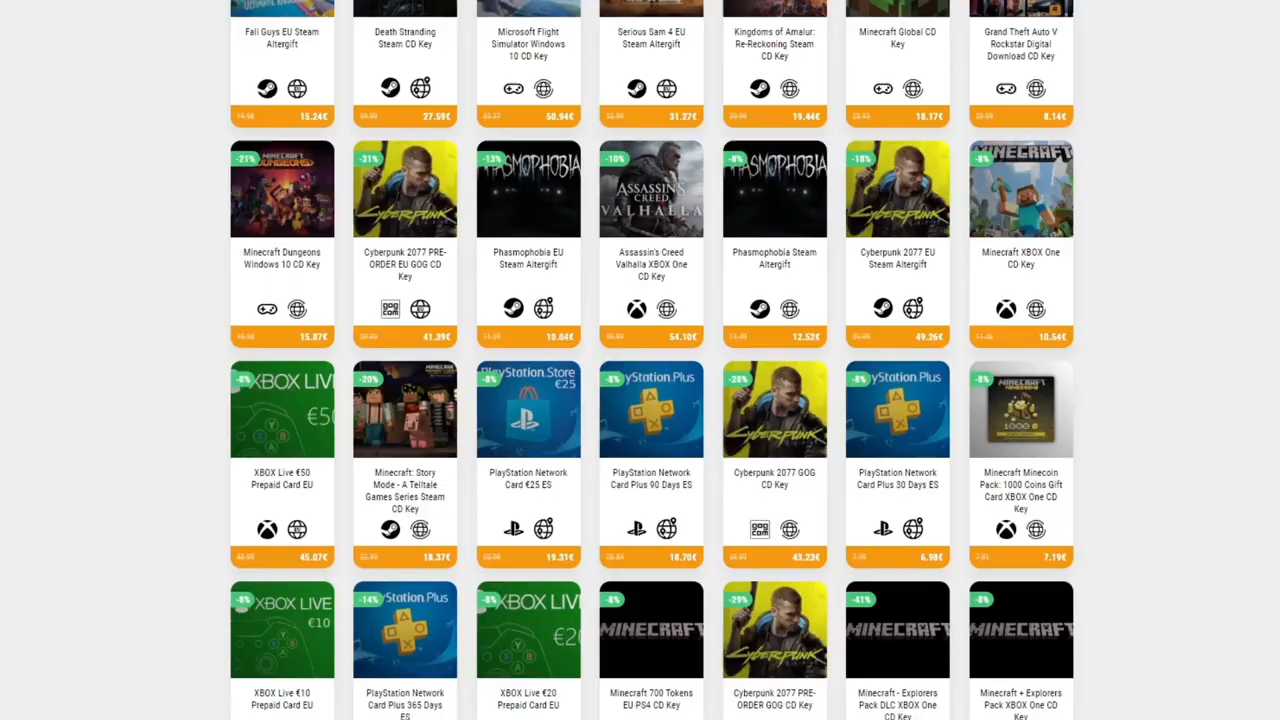 Fall Guys EU Steam
Altergift
Death Stranding
Steam CD Key
Microsoft Flight
Simulator Windows
10 CD Key
Serious Sam 4 EU
Steam Altergift
Kingdoms of Amalur:
Re-Reckoning Steam
CD Key
Minecraft Global CD
Key
Grand Theft Auto V
Rockstar Digital
Download CD Key
15.24€
27.59€
50.94€
31.27€
19.44€
18.17€
8.14€
-21%
MINECRAFT
DUNGEONS
-31%
CYBERPUNK
-13%
HASMOPHOBIA
-10%
ASSASSIN'S
CREED
VALHALLA
-8%
HASMOPHOBIA
-18%
CYBERPUNK
-8%
MINECRAFT
Minecraft Dungeons
Windows 10 CD Key
Cyberpunk 2077 PRE-
ORDER EU GOG CD
Key
Phasmophobia EU
Steam Altergift
Assassin's Creed
Valhalla XBOX One
CD Key
Phasmophobia Steam
Altergift
Cyberpunk 2077 EU
Steam Altergift
Minecraft XBOX One
CD Key
gog
com
15.87€
41.39€
10.04€
54.10€
12.52€
49.26€
10.54€
-8%
XBOX LIVE
€50
-20%
MINECRAFT
-8%
PlayStation Store
€25
-8%
PlayStation Plus
-28%
CYBERPUNK
-8%
PlayStation Plus
-8%
MINECRAFT
1000
XBOX Live €50
Prepaid Card EU
Minecraft: Story
Mode - A Telltale
Games Series Steam
CD Key
PlayStation Network
Card €25 ES
PlayStation Network
Card Plus 90 Days ES
Cyberpunk 2077 GOG
CD Key
PlayStation Network
Card Plus 30 Days ES
Minecraft Minecoin
Pack: 1000 Coins Gift
Card XBOX One CD
Key
gog
com
45.07€
18.37€
19.31€
18.70€
43.23€
6.98€
7.19€
-8%
XBOX LIVE
€10
-14%
PlayStation Plus
-8%
XBOX LIVE
€20
-8%
MINECRAFT
-29%
CYBERPUNK
-41%
MINECRAFT
-8%
MINECRAFT
XBOX Live €10
Prepaid Card EU
PlayStation Network
Card Plus 365 Days
ES
XBOX Live €20
Prepaid Card EU
Minecraft 700 Tokens
EU PS4 CD Key
Cyberpunk 2077 PRE-
ORDER GOG CD Key
Minecraft - Explorers
Pack DLC XBOX One
CD Key
Minecraft + Explorers
Pack XBOX One CD
Key